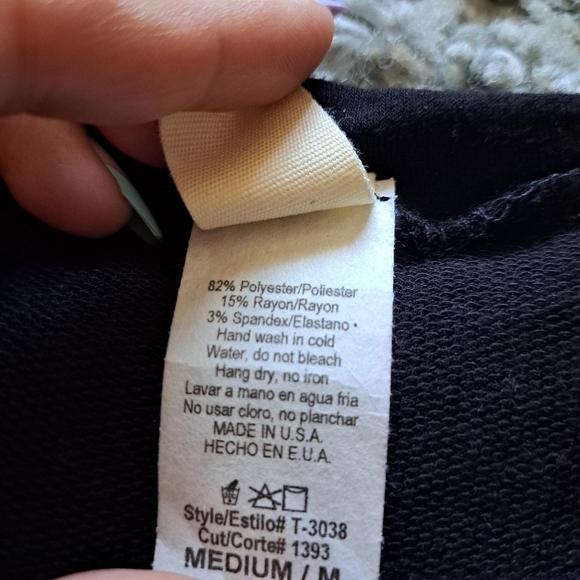 82% Polyester/Poliester
15% Rayon/Rayon
3% Spandex/Elastano
Hand wash in cold
Water, do not bleach
Hang dry, no iron
Lavar a mano en agua fria
No usar cloro, no planchar
MADE IN U.S.A.
HECHO EN E.U.A.
Style/Estilo# T-3038
Cut/Corte# 1393
MEDIUM / M